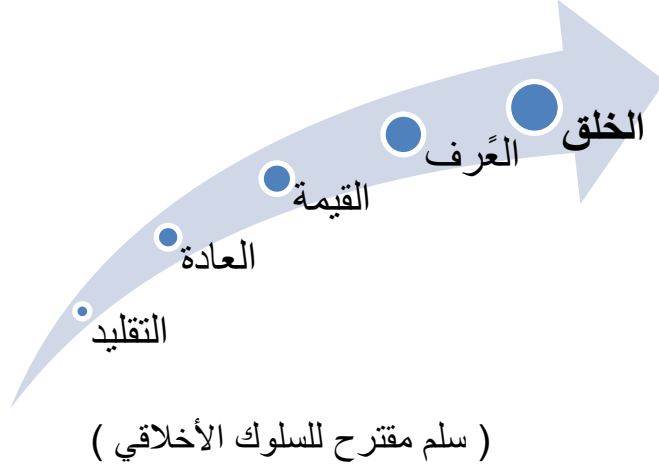 الخلق
العًرف
القيمة
العادة
التقليد
( سلم مقترح للسلوك الأخلاقي )